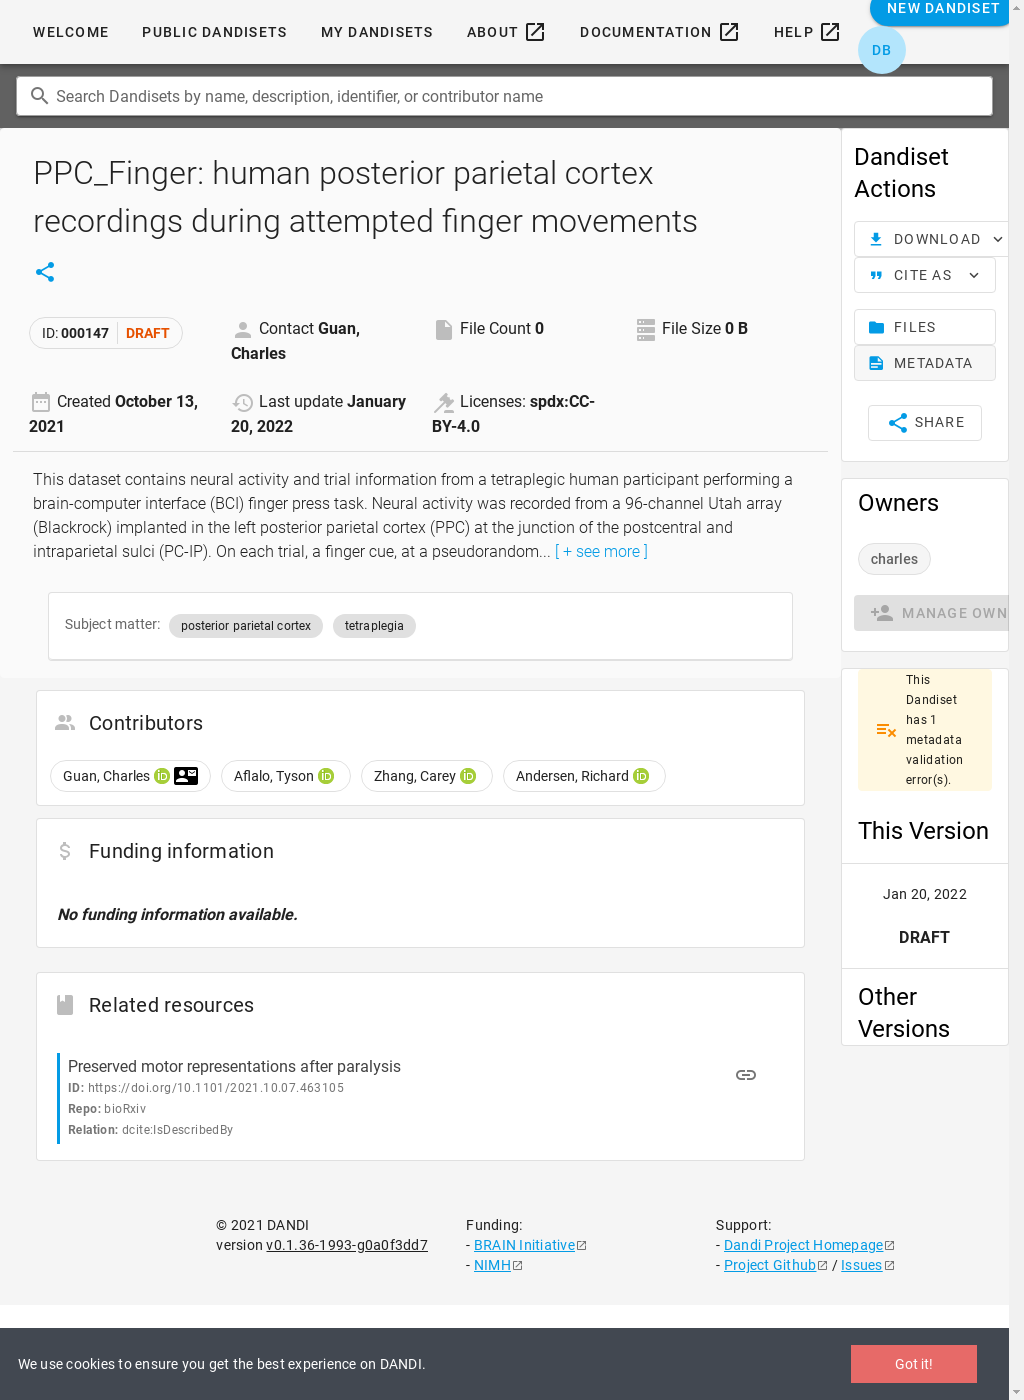 WELCOME PUBLIC DANDISETS MY DANDISETS ABOUT DOCUMENTATION HELP NEW DANDISET
DB
Search Dandisets by name, description, identifier, or contributor name
PPC_Finger: human posterior parietal cortex
recordings during attempted finger movements
ID: 000147 DRAFT
Contact Guan,
Charles
File Count 0
File Size 0 B
Created October 13,
2021
Last update January
20, 2022
Licenses: spdx:CC-
BY-4.0
This dataset contains neural activity and trial information from a tetraplegic human participant performing a
brain-computer interface (BCI) finger press task. Neural activity was recorded from a 96-channel Utah array
(Blackrock) implanted in the left posterior parietal cortex (PPC) at the junction of the postcentral and
intraparietal sulci (PC-IP). On each trial, a finger cue, at a pseudorandom... [ + see more ]
Subject matter: posterior parietal cortex tetraplegia
Contributors
Guan, Charles iD Aflalo, Tyson iD Zhang, Carey iD Andersen, Richard iD
Funding information
No funding information available.
Related resources
Preserved motor representations after paralysis
ID: https://doi.org/10.1101/2021.10.07.463105
Repo: bioRxiv
Relation: dcite:IsDescribedBy
Dandiset
Actions
DOWNLOAD
CITE AS
FILES
METADATA
SHARE
Owners
charles
MANAGE OWN
This
Dandiset
has 1
metadata
validation
error(s).
This Version
Jan 20, 2022
DRAFT
Other
Versions
© 2021 DANDI
version v0.1.36-1993-g0a0f3dd7
Funding:
- BRAIN Initiative
- NIMH
Support:
- Dandi Project Homepage
- Project Github / Issues
We use cookies to ensure you get the best experience on DANDI.
Got it!